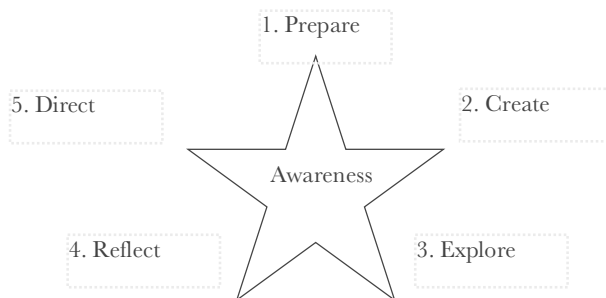 1. Prepare
5. Direct
2. Create
Awareness
4. Reflect
3. Explore